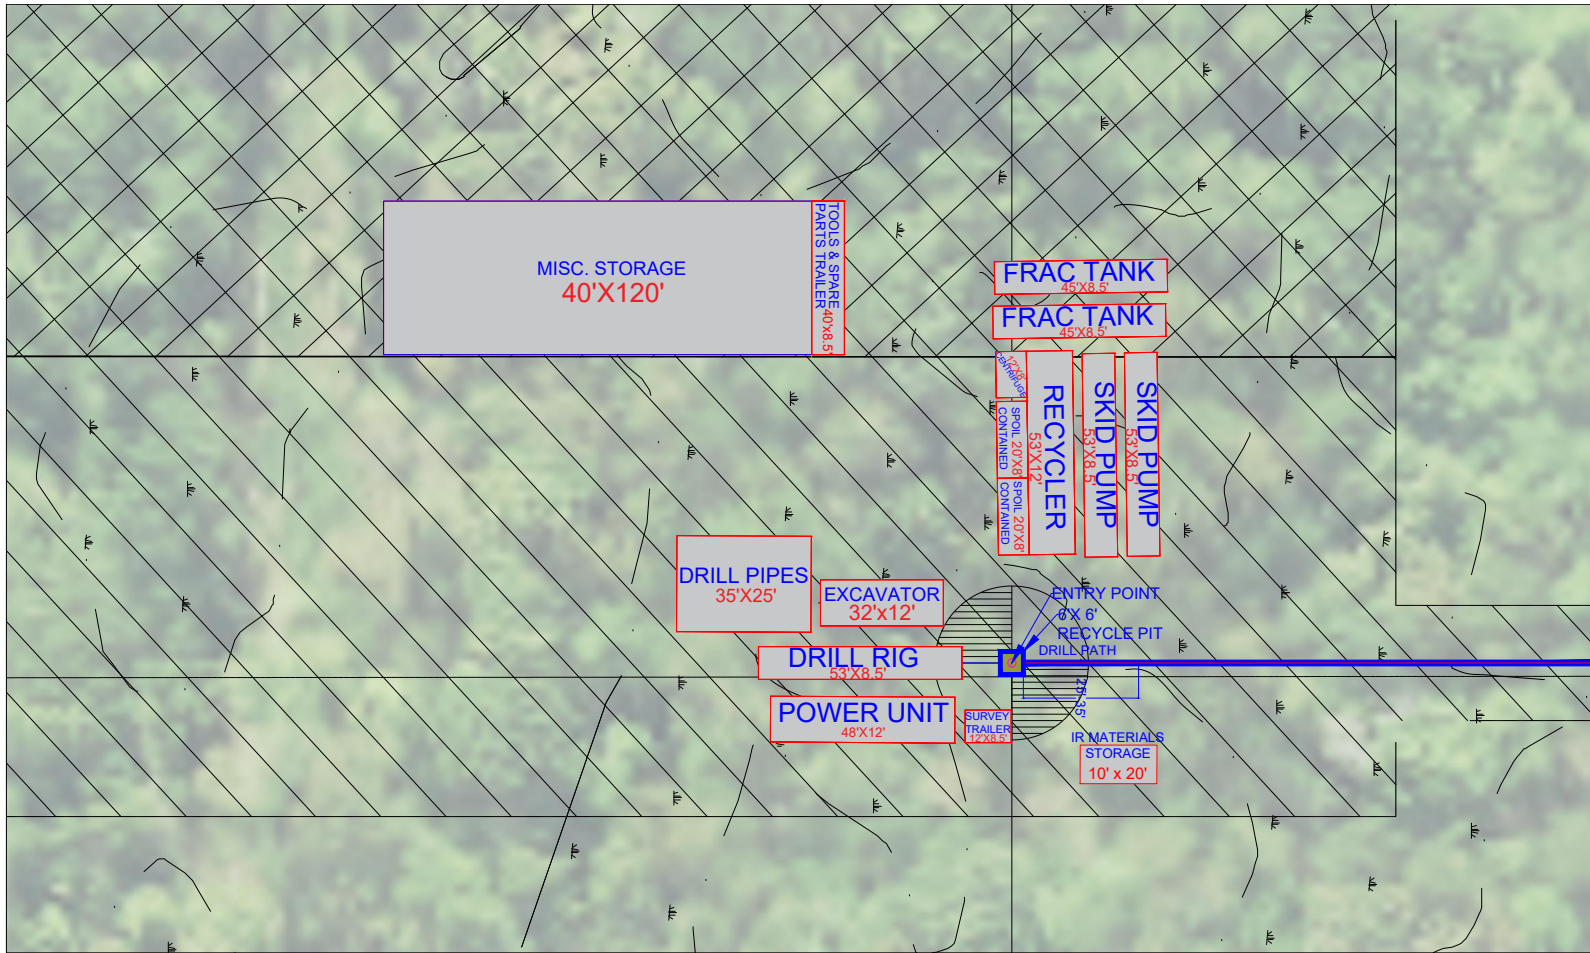 MISC. STORAGE
40'X120'
TOOLS & SPARE
PARTS TRAILER
40'x8.5'
FRAC TANK
45'X8.5'
FRAC TANK
45'X8.5'
12'X8'
CENTRIFUGE
SPOIL 20'X8'
CONTAINED
SPOIL 20'X8'
CONTAINED
RECYCLER
53'X12'
SKID PUMP
53'X8.5'
SKID PUMP
53'X8.5'
DRILL PIPES
35'X25'
EXCAVATOR
32'x12'
ENTRY POINT
6'X 6'
RECYCLE PIT
DRILL PATH
DRILL RIG
53'X8.5'
POWER UNIT
48'X12'
SURVEY
TRAILER
12'X8.5'
25'-35'
IR MATERIALS
STORAGE
10' x 20'